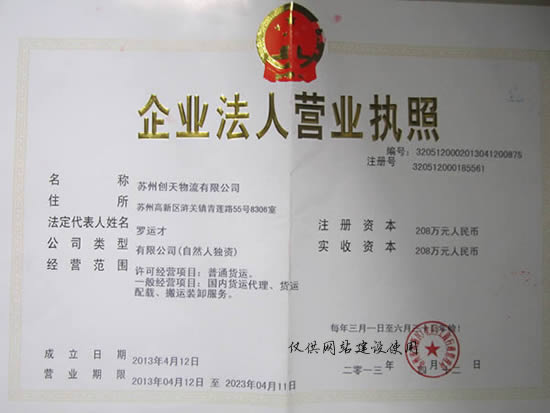 企业法人营业执照
编号: 320512000201304120087S
注册号 320512000185561
名称 苏州创天物流有限公司
住所 苏州高新区浒关镇青莲路55号8306室
法定代表人姓名 罗运才
注册资本 208万元人民币
公司类型 有限公司(自然人独资)
实收资本 208万元人民币
经营范围 许可经营项目: 普通货运。
一般经营项目: 国内货运代理、货运
配载、搬运装卸服务。
每年三月一日至六月三十日年检!
仅供网站建设使用
成立日期 2013年4月12日
二〇一三年
营业期限 2013年04月12日 至 2023年04月11日